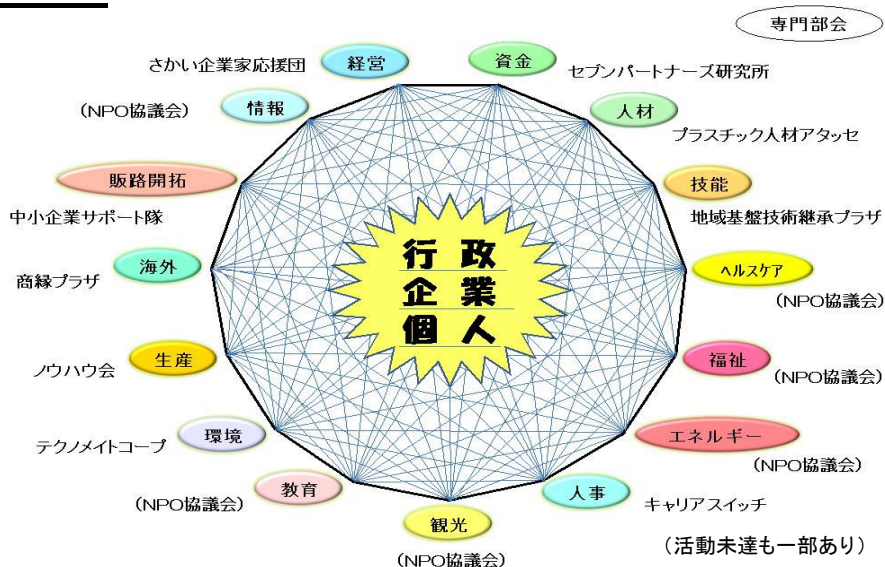 専門部会
さかい企業家応援団
経営
資金
セブンパートナーズ研究所
(NPO協議会)
情報
人材
プラスチック人材アタッセ
販路開拓
中小企業サポート隊
技能
地域基盤技術継承プラザ
行政
企業
個人
海外
商縁プラザ
ヘルスケア
(NPO協議会)
生産
ノウハウ会
福祉
(NPO協議会)
環境
テクノメイトコープ
エネルギー
(NPO協議会)
教育
(NPO協議会)
人事
キャリアスイッチ
観光
(NPO協議会)
(活動未達も一部あり)